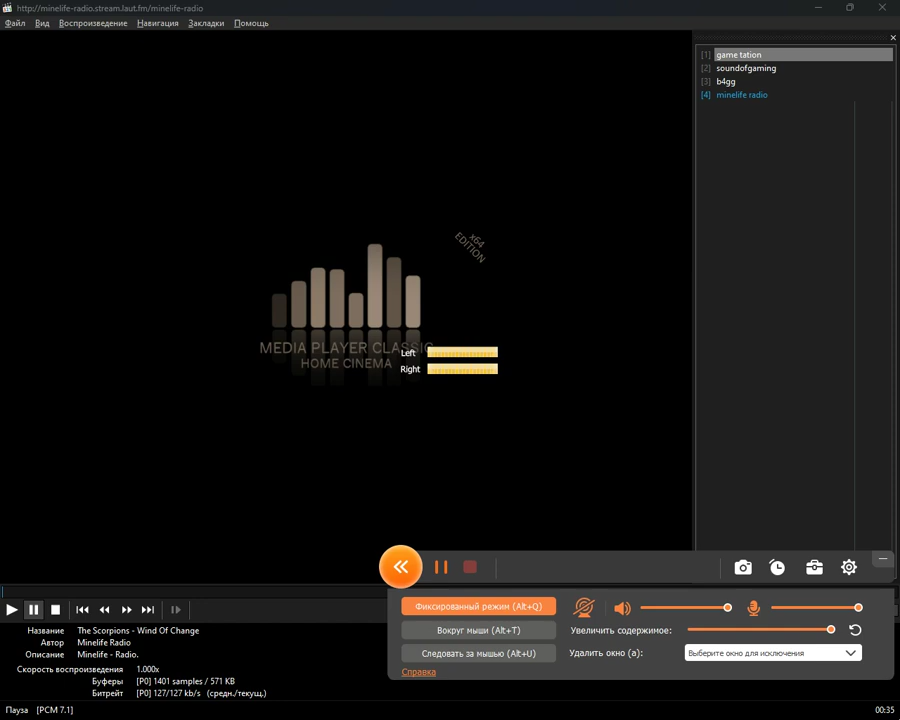 http://minelife-radio.stream.laut.fm/minelife-radio
Файл Вид Воспроизведение Навигация Закладки Помощь
[1] game tation
[2] soundofgaming
[3] b4gg
[4] minelife radio
x64
EDITION
MEDIA PLAYER CLASSIC
HOME CINEMA
Left
Right
Фиксированный режим (Alt+Q)
Вокруг мыши (Alt+T)
Увеличить содержимое:
Следовать за мышью (Alt+U)
Удалить окно (а):
Выберите окно для исключения
Справка
Название The Scorpions - Wind Of Change
Автор Minelife Radio
Описание Minelife - Radio.
Скорость воспроизведения 1.000x
Буферы [P0] 1401 samples / 571 KB
Битрейт [P0] 127/127 kb/s (средн./текущ.)
Пауза [PCM 7.1] 00:35